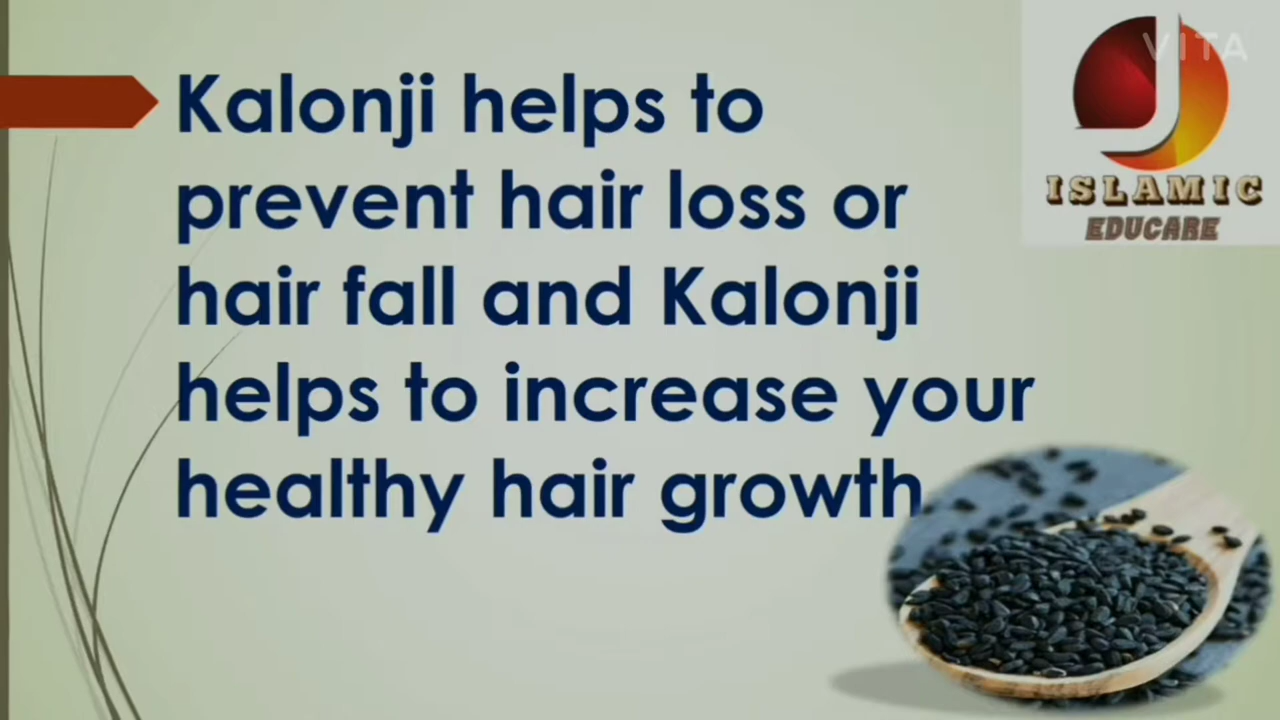 Kalonji helps to
prevent hair loss or
hair fall and Kalonji
helps to increase your
healthy hair growth
VITA
ISLAMIC
EDUCARE